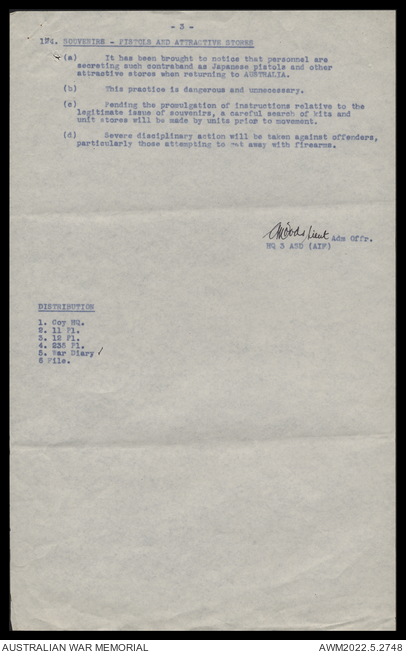 - 3 -
174. SOUVENIRS - PISTOLS AND ATTRACTIVE STORES
(a) It has been brought to notice that personnel are
secreting such contraband as Japanese pistols and other
attractive stores when returning to AUSTRALIA.
(b) This practice is dangerous and unnecessary.
(c) Pending the promulgation of instructions relative to the
legitimate issue of souvenirs, a careful search of kits and
unit stores will be made by units prior to movement.
(d) Severe disciplinary action will be taken against offenders,
particularly those attempting to get away with firearms.
Lieut Adm Offr.
HQ 3 ASD (AIF)
DISTRIBUTION
1. Coy HQ.
2. 11 Pl.
3. 12 Pl.
4. 235 Pl.
5. War Diary ✓
6 File.
AUSTRALIAN WAR MEMORIAL AWM2022.5.2748